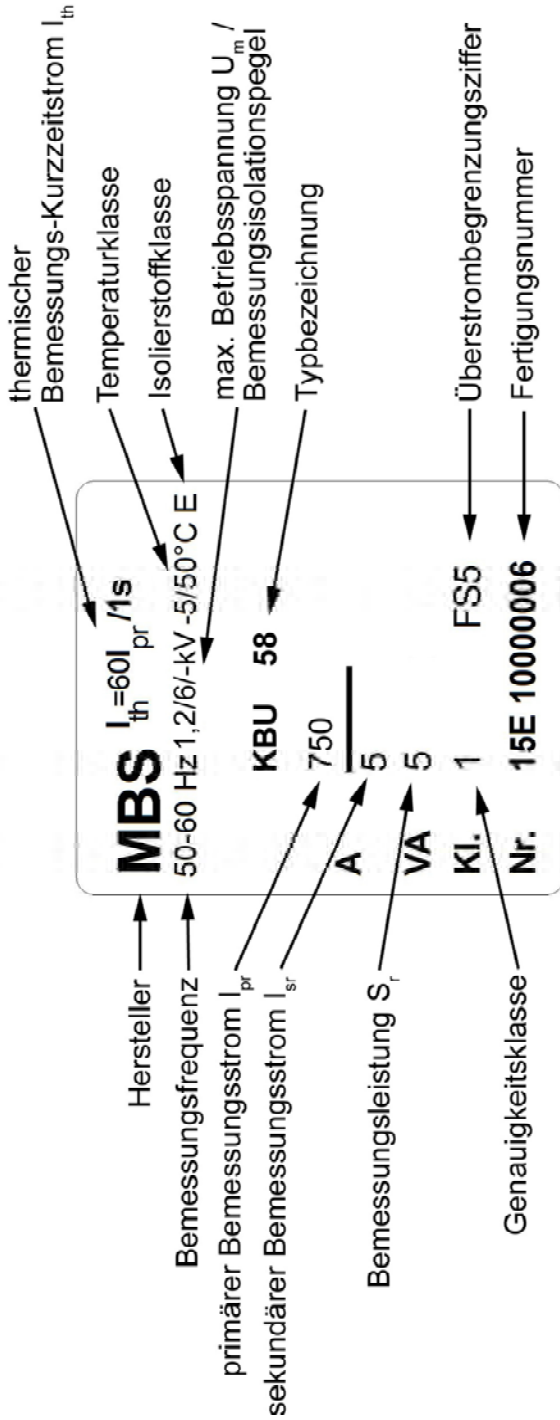 thermischer
Bemessungs-Kurzzeitstrom Ith
Temperaturklasse
Isolierstoffklasse
max. Betriebsspannung Um /
Bemessungsisolationspegel
Typbezeichnung
Überstrombegrenzungsziffer
Fertigungsnummer
MBS Ith=60Ipr/1s
50-60 Hz 1,2/6/-kV -5/50°C E
KBU 58
750
A 5
VA 5
Kl. 1 FS5
Nr. 15E 10000006
Hersteller
Bemessungsfrequenz
primärer Bemessungsstrom Ipr
sekundärer Bemessungsstrom Isr
Bemessungsleistung Sr
Genauigkeitsklasse